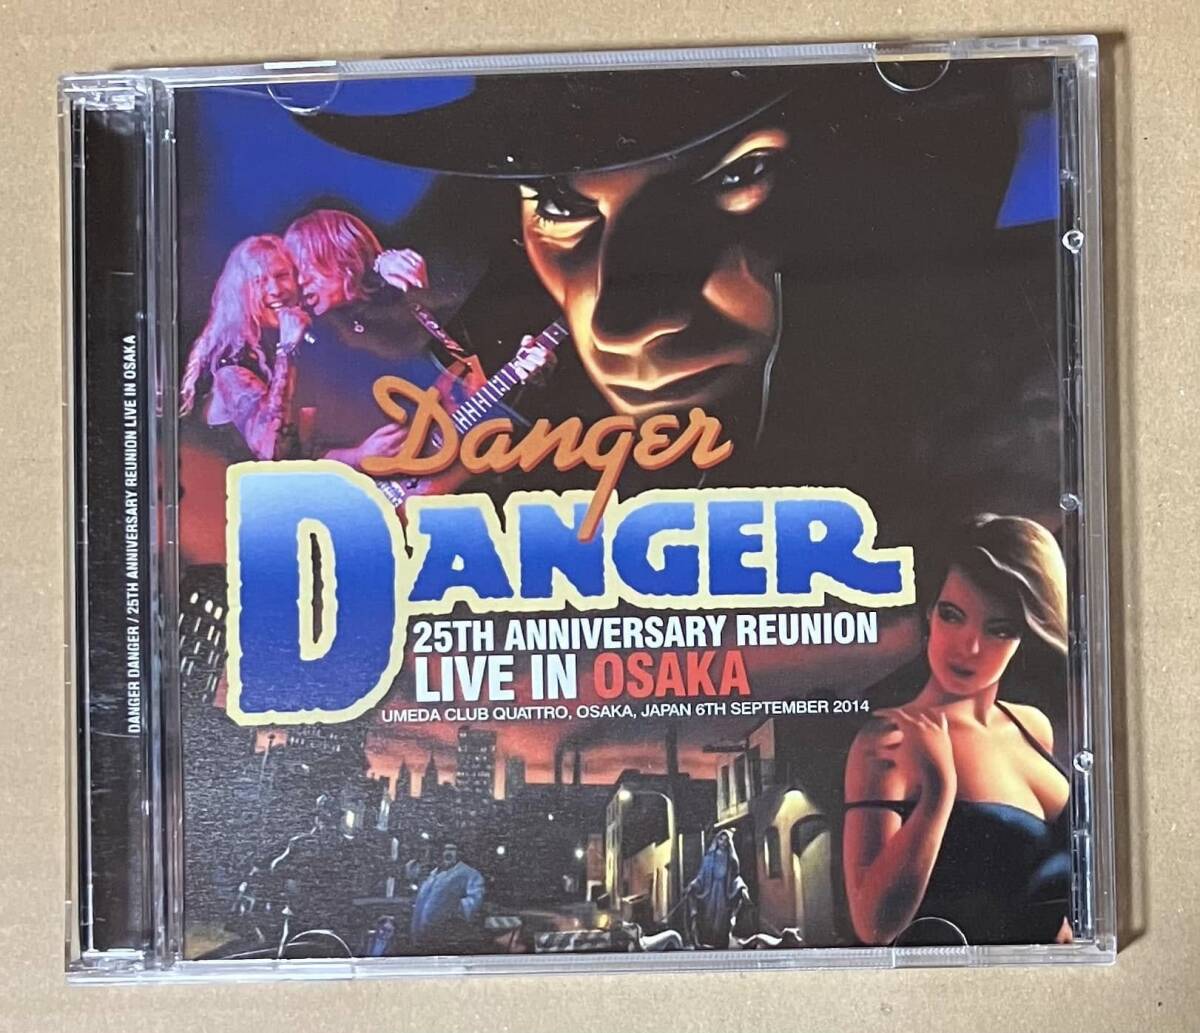 DANGER DANGER / 25TH ANNIVERSARY REUNION LIVE IN OSAKA
Danger
DANGER
25TH ANNIVERSARY REUNION
LIVE IN OSAKA
UMEDA CLUB QUATTRO, OSAKA, JAPAN 6TH SEPTEMBER 2014